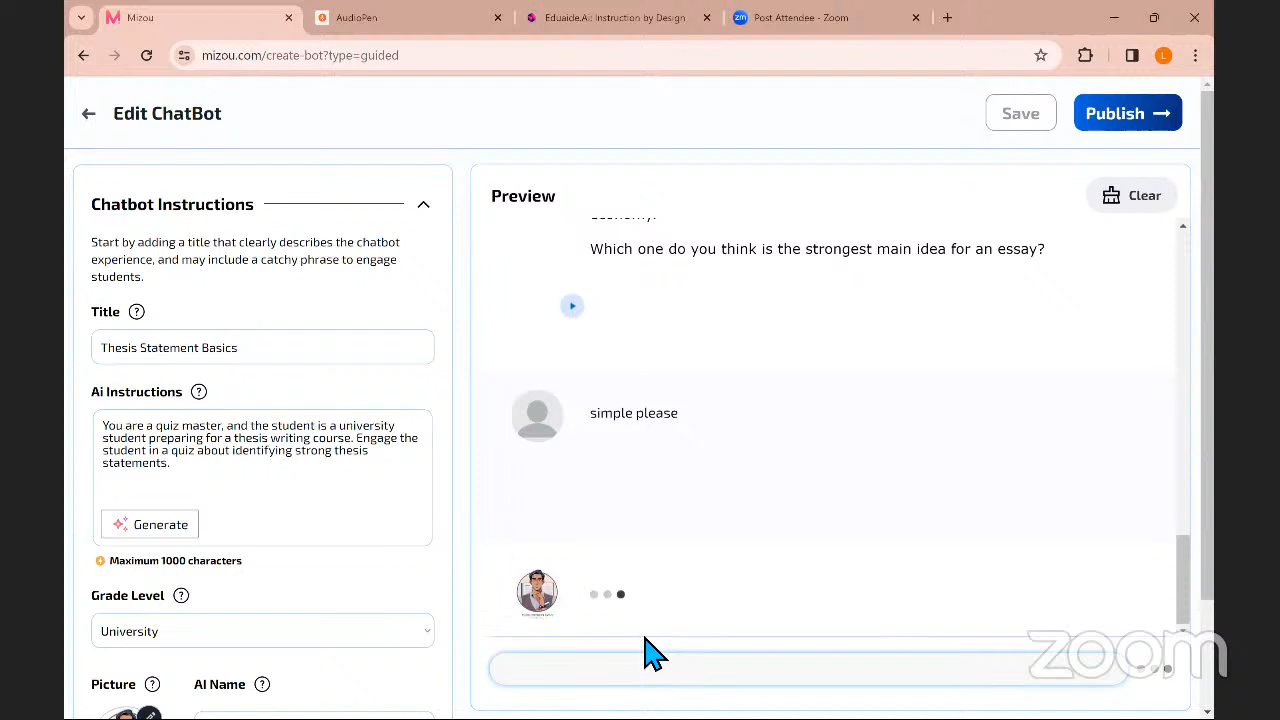 Mizou
AudioPen
Eduaide.Ai: Instruction by Design
zm Post Attendee - Zoom
mizou.com/create-bot?type=guided
L
Edit ChatBot
Save
Publish
Chatbot Instructions
Start by adding a title that clearly describes the chatbot
experience, and may include a catchy phrase to engage
students.
Title ?
Thesis Statement Basics
Ai Instructions ?
You are a quiz master, and the student is a university
student preparing for a thesis writing course. Engage the
student in a quiz about identifying strong thesis
statements.
Generate
Maximum 1000 characters
Grade Level ?
University
Picture ? AI Name ?
Preview
Clear
Which one do you think is the strongest main idea for an essay?
simple please
zoom